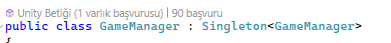 Unity Betiği (1 varlık başvurusu) | 90 başvuru
public class GameManager : Singleton<GameManager>
{